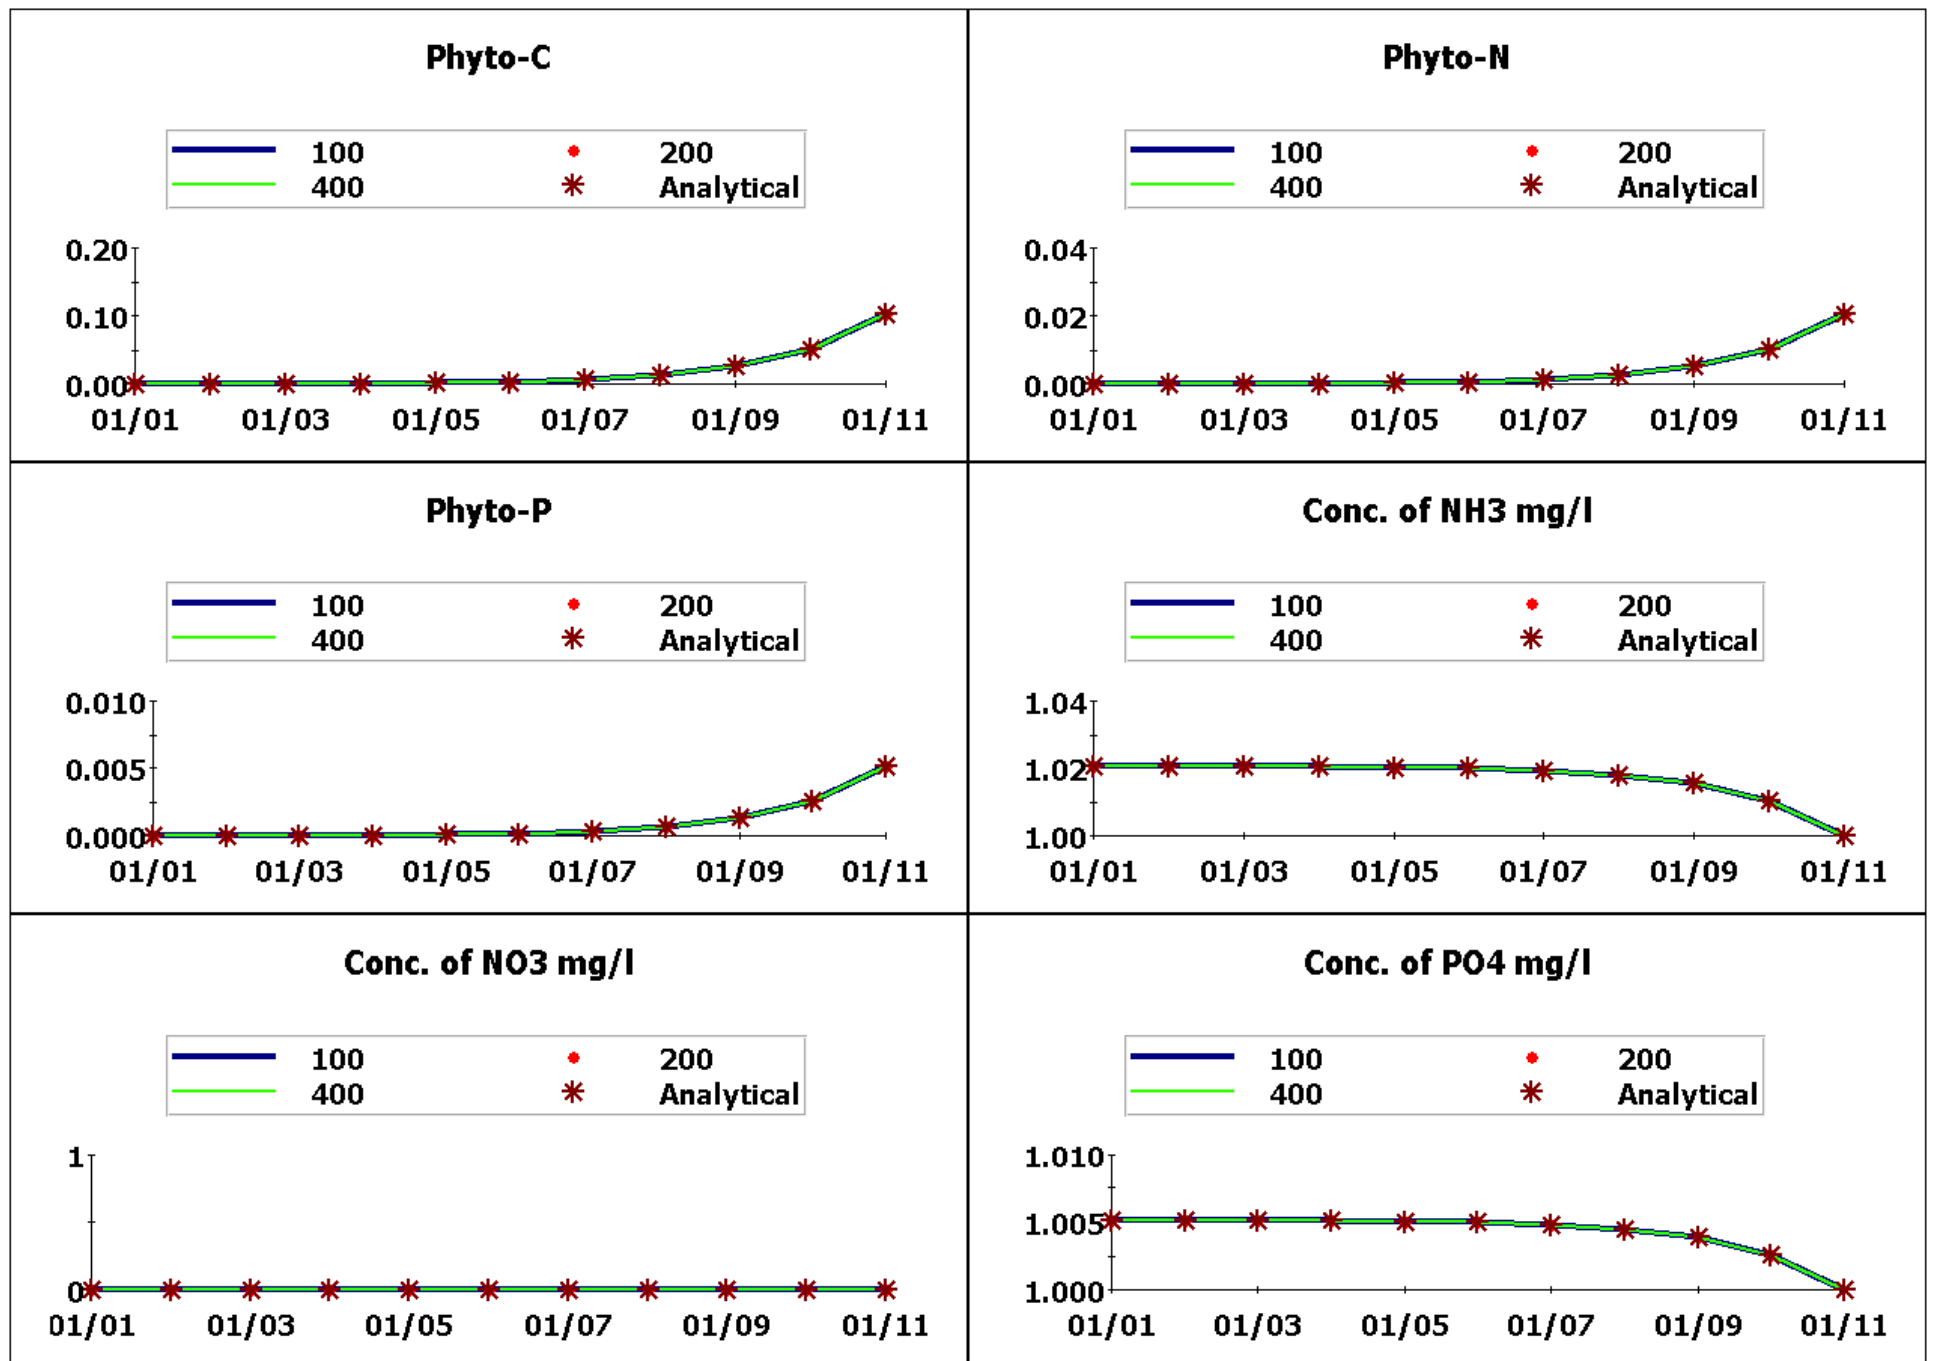 Phyto-C
100 200
400 Analytical
0.20
0.10
0.00
01/01 01/03 01/05 01/07 01/09 01/11
Phyto-N
100 200
400 Analytical
0.04
0.02
0.00
01/01 01/03 01/05 01/07 01/09 01/11
Phyto-P
100 200
400 Analytical
0.010
0.005
0.000
01/01 01/03 01/05 01/07 01/09 01/11
Conc. of NH3 mg/l
100 200
400 Analytical
1.04
1.02
1.00
01/01 01/03 01/05 01/07 01/09 01/11
Conc. of NO3 mg/l
100 200
400 Analytical
1
0
01/01 01/03 01/05 01/07 01/09 01/11
Conc. of PO4 mg/l
100 200
400 Analytical
1.010
1.005
1.000
01/01 01/03 01/05 01/07 01/09 01/11